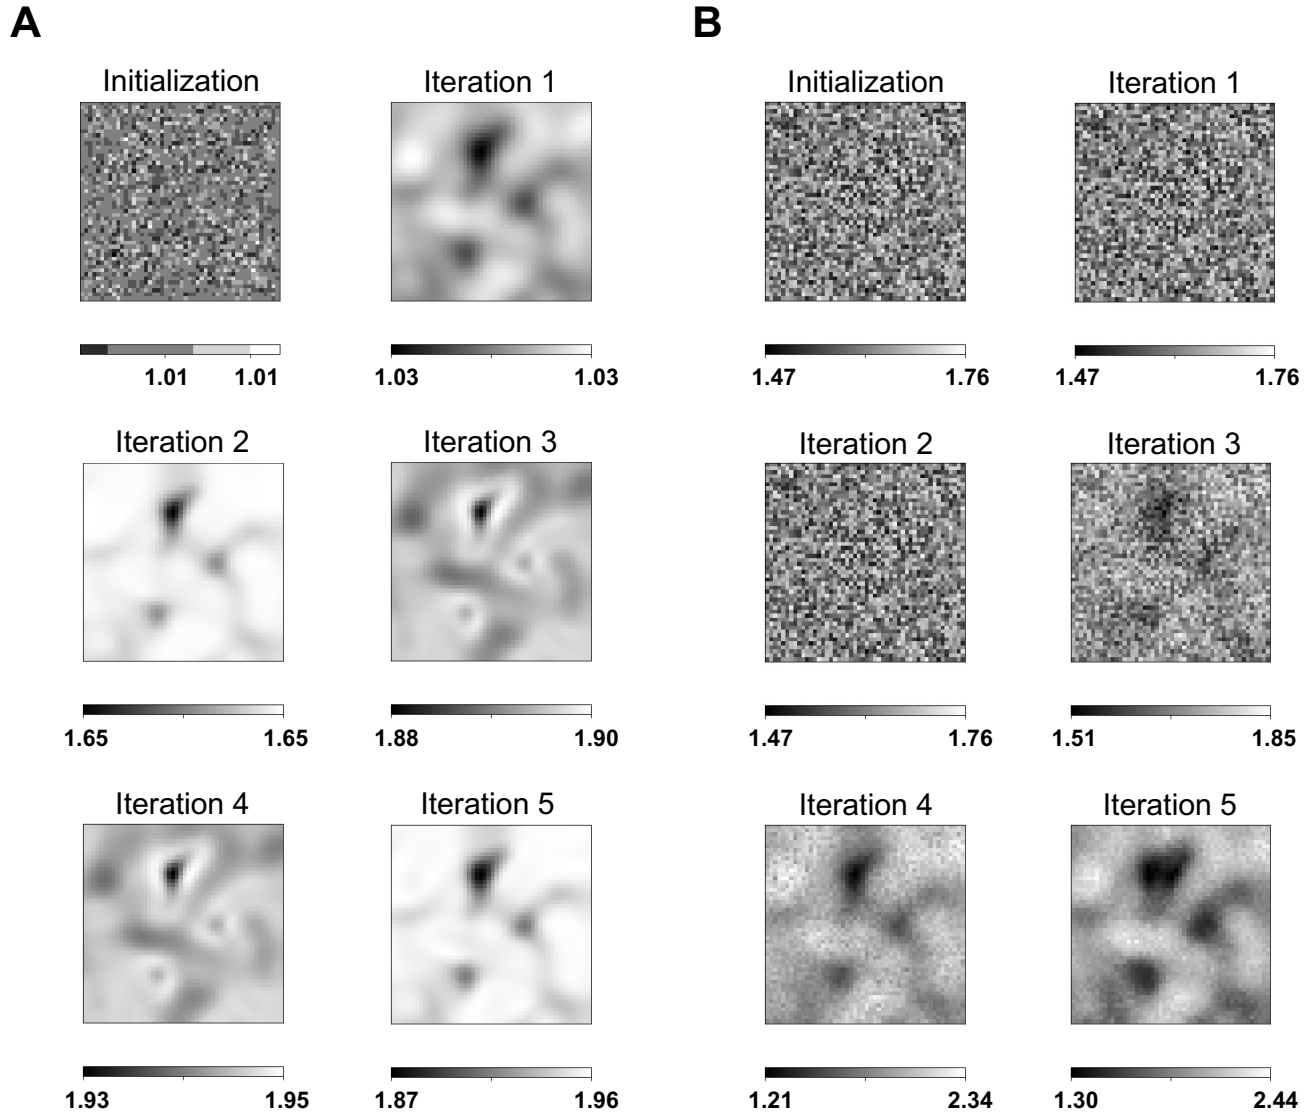 A B
Initialization Iteration 1 Initialization Iteration 1
1.01 1.01 1.03 1.03 1.47 1.76 1.47 1.76
Iteration 2 Iteration 3 Iteration 2 Iteration 3
1.65 1.65 1.88 1.90 1.47 1.76 1.51 1.85
Iteration 4 Iteration 5 Iteration 4 Iteration 5
1.93 1.95 1.87 1.96 1.21 2.34 1.30 2.44